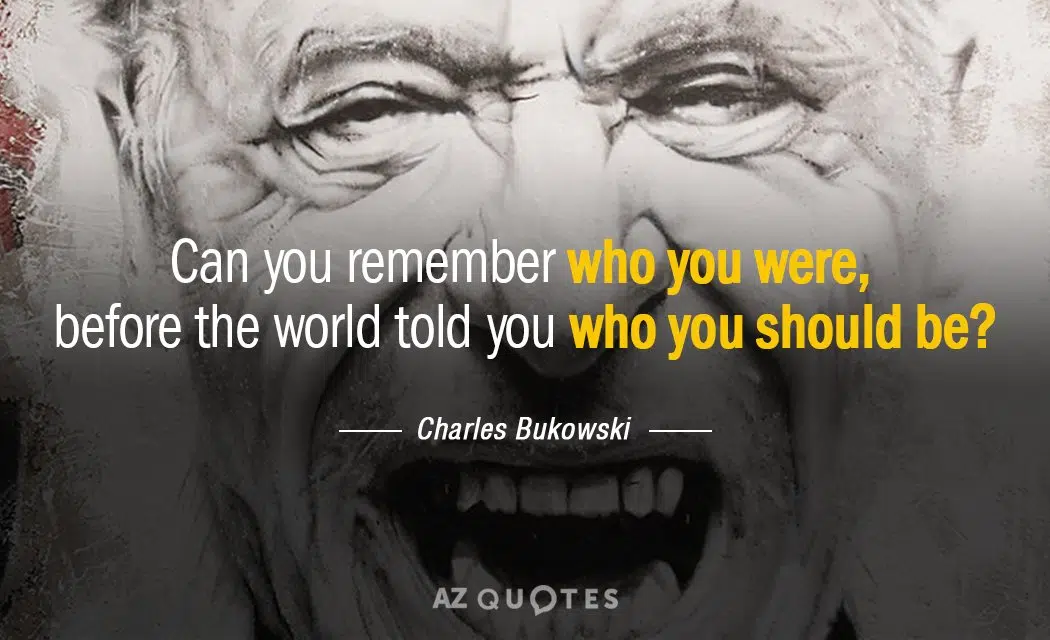 Can you remember who you were,
before the world told you who you should be?
Charles Bukowski
AZ QUOTES